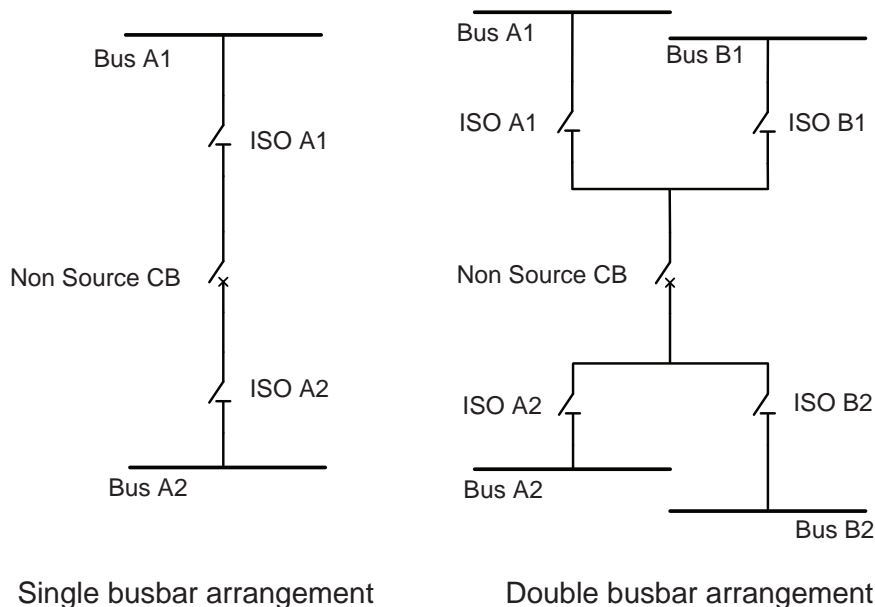 Bus A1
ISO A1
Non Source CB
ISO A2
Bus A2
Single busbar arrangement
Bus A1
Bus B1
ISO A1
ISO B1
Non Source CB
ISO A2
ISO B2
Bus A2
Bus B2
Double busbar arrangement